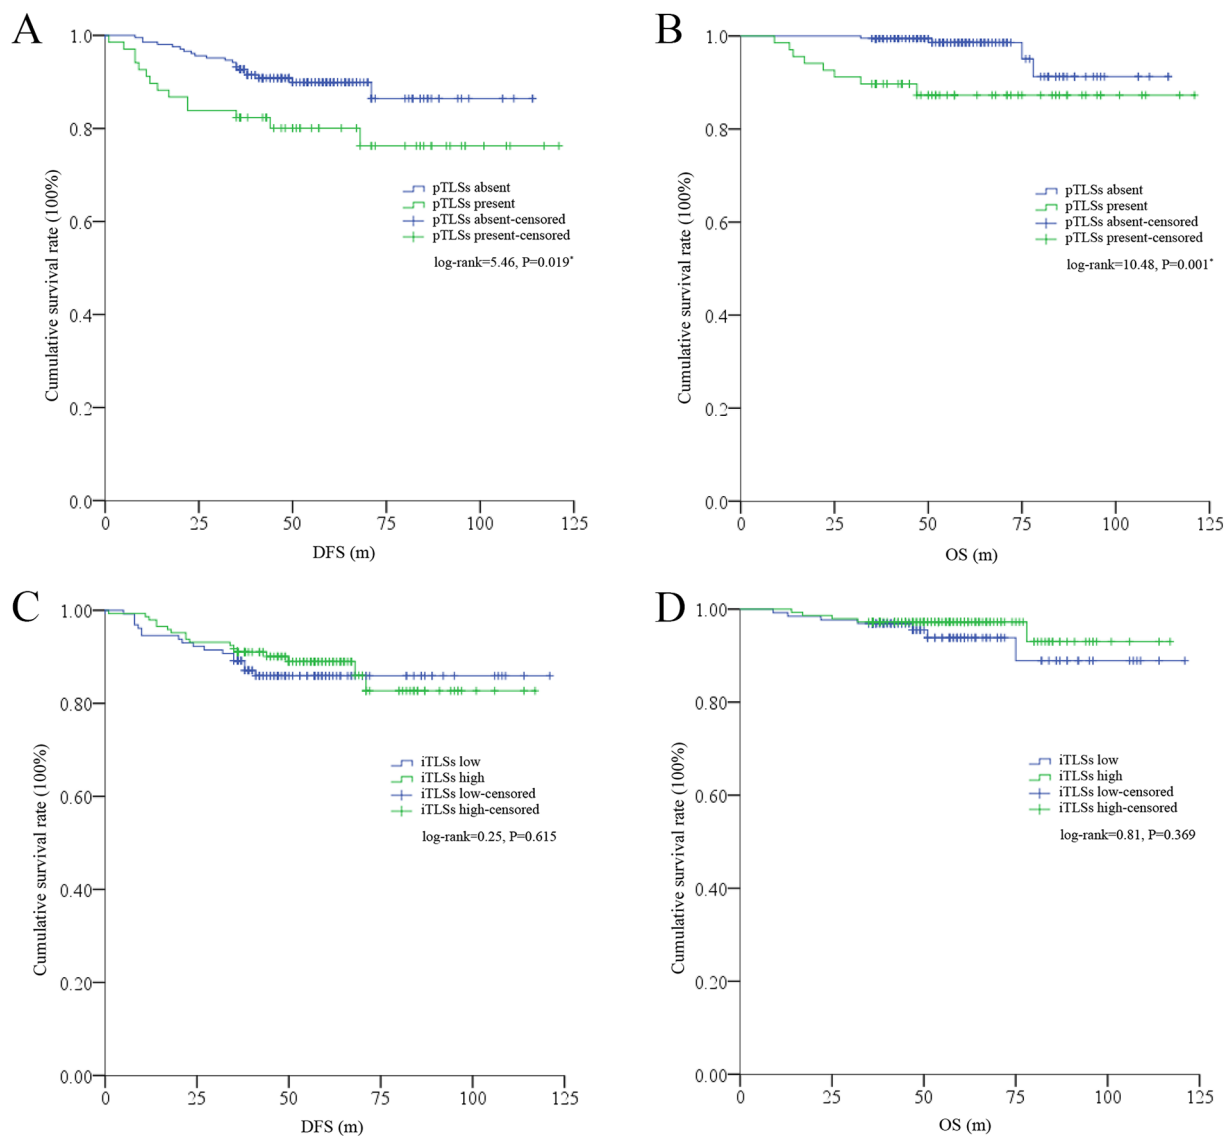 A
1.0
0.8
0.6
0.4
0.2
0.0
0
25
50
75
100
125
Cumulative survival rate (100%)
DFS (m)
pTLSs absent
pTLSs present
pTLSs absent-censored
pTLSs present-censored
log-rank=5.46, P=0.019*
B
1.0
0.8
0.6
0.4
0.2
0.0
0
25
50
75
100
125
Cumulative survival rate (100%)
OS (m)
pTLSs absent
pTLSs present
pTLSs absent-censored
pTLSs present-censored
log-rank=10.48, P=0.001*
C
1.00
0.80
0.60
0.40
0.20
0.00
0
25
50
75
100
125
Cumulative survival rate (100%)
DFS (m)
iTLSs low
iTLSs high
iTLSs low-censored
iTLSs high-censored
log-rank=0.25, P=0.615
D
1.00
0.80
0.60
0.40
0.20
0.00
0
25
50
75
100
125
Cumulative survival rate (100%)
OS (m)
iTLSs low
iTLSs high
iTLSs low-censored
iTLSs high-censored
log-rank=0.81, P=0.369